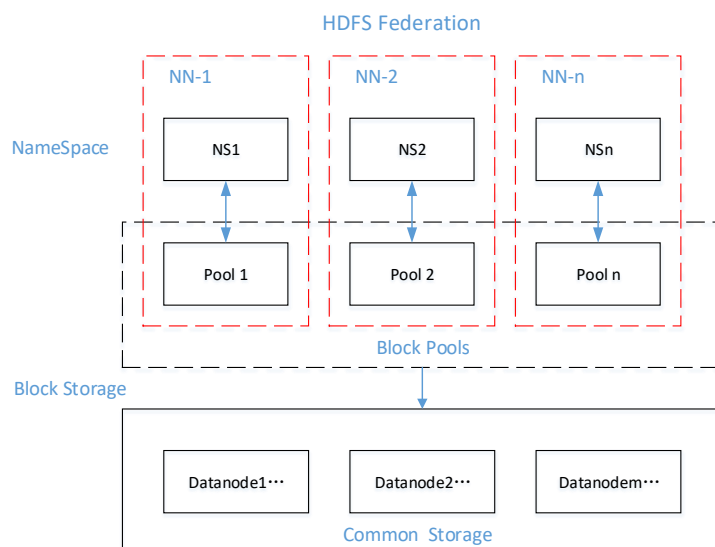 HDFS Federation
NN-1 NN-2 NN-n
NameSpace NS1 NS2 NSn
Pool 1 Pool 2 Pool n
Block Pools
Block Storage
Datanode1⋯ Datanode2⋯ Datanodem⋯
Common Storage